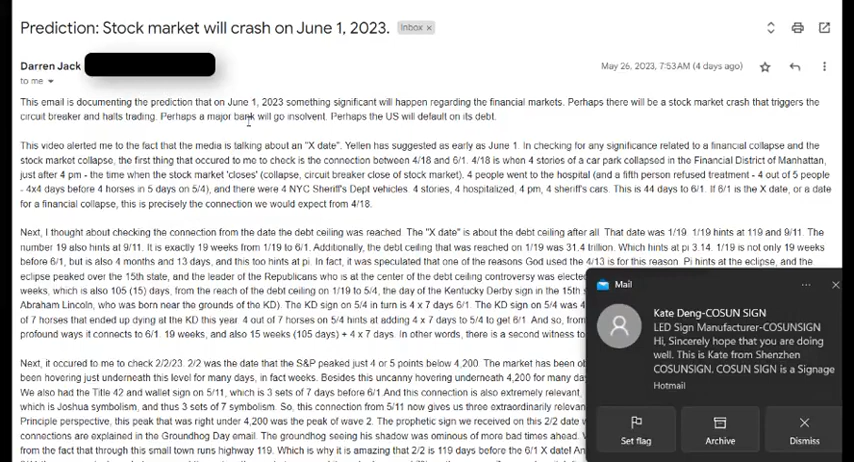 Prediction: Stock market will crash on June 1, 2023.
Inbox ×
Darren Jack
May 26, 2023, 7:53 AM (4 days ago)
to me
This email is documenting the prediction that on June 1, 2023 something significant will happen regarding the financial markets. Perhaps there will be a stock market crash that triggers the
circuit breaker and halts trading. Perhaps a major bank will go insolvent. Perhaps the US will default on its debt.
This video alerted me to the fact that the media is talking about an "X date". Yellen has suggested as early as June 1. In checking for any significance related to a financial collapse and the
stock market collapse, the first thing that occured to me to check is the connection between 4/18 and 6/1. 4/18 is when 4 stories of a car park collapsed in the Financial District of Manhattan,
just after 4 pm - the time when the stock market 'closes' (collapse, circuit breaker close of stock market). 4 people went to the hospital (and a fifth person refused treatment - 4 out of 5 people
- 4x4 days before 4 horses in 5 days on 5/4), and there were 4 NYC Sheriff's Dept vehicles. 4 stories, 4 hospitalized, 4 pm, 4 sheriff's cars. This is 44 days to 6/1. If 6/1 is the X date, or a date
for a financial collapse, this is precisely the connection we would expect from 4/18.
Next, I thought about checking the connection from the date the debt ceiling was reached. The "X date" is about the debt ceiling after all. That date was 1/19. 1/19 hints at 119 and 9/11. The
number 19 also hints at 9/11. It is exactly 19 weeks from 1/19 to 6/1. Additionally, the debt ceiling that was reached on 1/19 was 31.4 trillion. Which hints at pi 3.14. 1/19 is not only 19 weeks
before 6/1, but is also 4 months and 13 days, and this too hints at pi. In fact, it was speculated that one of the reasons God used the 4/13 is for this reason. Pi hints at the eclipse, and the
eclipse peaked over the 15th state, and the leader of the Republicans who is at the center of the debt ceiling controversy was elected
weeks, which is also 105 (15) days, from the reach of the debt ceiling on 1/19 to 5/4, the day of the Kentucky Derby sign in the 15th s
Abraham Lincoln, who was born near the grounds of the KD). The KD sign on 5/4 in turn is 4 x 7 days 6/1. The KD sign on 5/4 was 4
of 7 horses that ended up dying at the KD this year. 4 out of 7 horses on 5/4 hints at adding 4 x 7 days to 5/4 to get 6/1. And so, from
profound ways it connects to 6/1. 19 weeks, and also 15 weeks (105 days) + 4 x 7 days. In other words, there is a second witness to
Next, it occured to me to check 2/2/23. 2/2 was the date that the S&P peaked just 4 or 5 points below 4,200. The market has been ob
been hovering just underneath this level for many days, in fact weeks. Besides this uncanny hovering underneath 4,200 for many day
We also had the Title 42 and wallet sign on 5/11, which is 3 sets of 7 days before 6/1.And this connection is also extremely relevant,
which is Joshua symbolism, and thus 3 sets of 7 symbolism. So, this connection from 5/11 now gives us three extraordinarily relevan
Principle perspective, this peak that was right under 4,200 was the peak of wave 2. The prophetic sign we received on this 2/2 date w
connections are explained in the Groundhog Day email. The groundhog seeing his shadow was ominous of more bad times ahead. W
from the fact that through this small town runs highway 119. Which is why it is amazing that 2/2 is 119 days before the 6/1 X date! An
Mail
Kate Deng-COSUN SIGN
LED Sign Manufacturer-COSUNSIGN
Hi, Sincerely hope that you are doing
well. This is Kate from Shenzhen
COSUNSIGN. COSUN SIGN is a Signage
Hotmail
Set flag
Archive
Dismiss